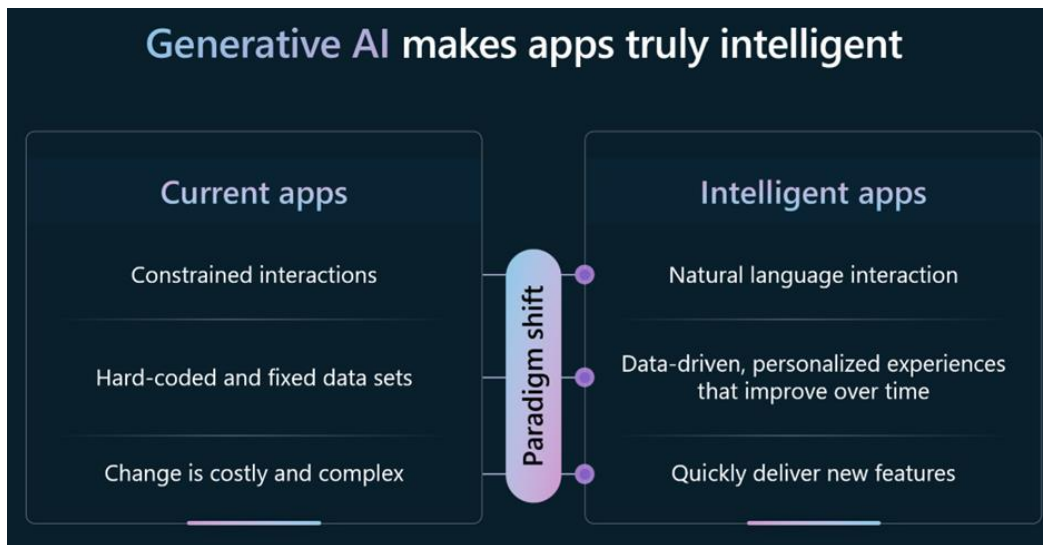 Generative AI makes apps truly intelligent
Current apps
Constrained interactions
Hard-coded and fixed data sets
Change is costly and complex
Paradigm shift
Intelligent apps
Natural language interaction
Data-driven, personalized experiences
that improve over time
Quickly deliver new features